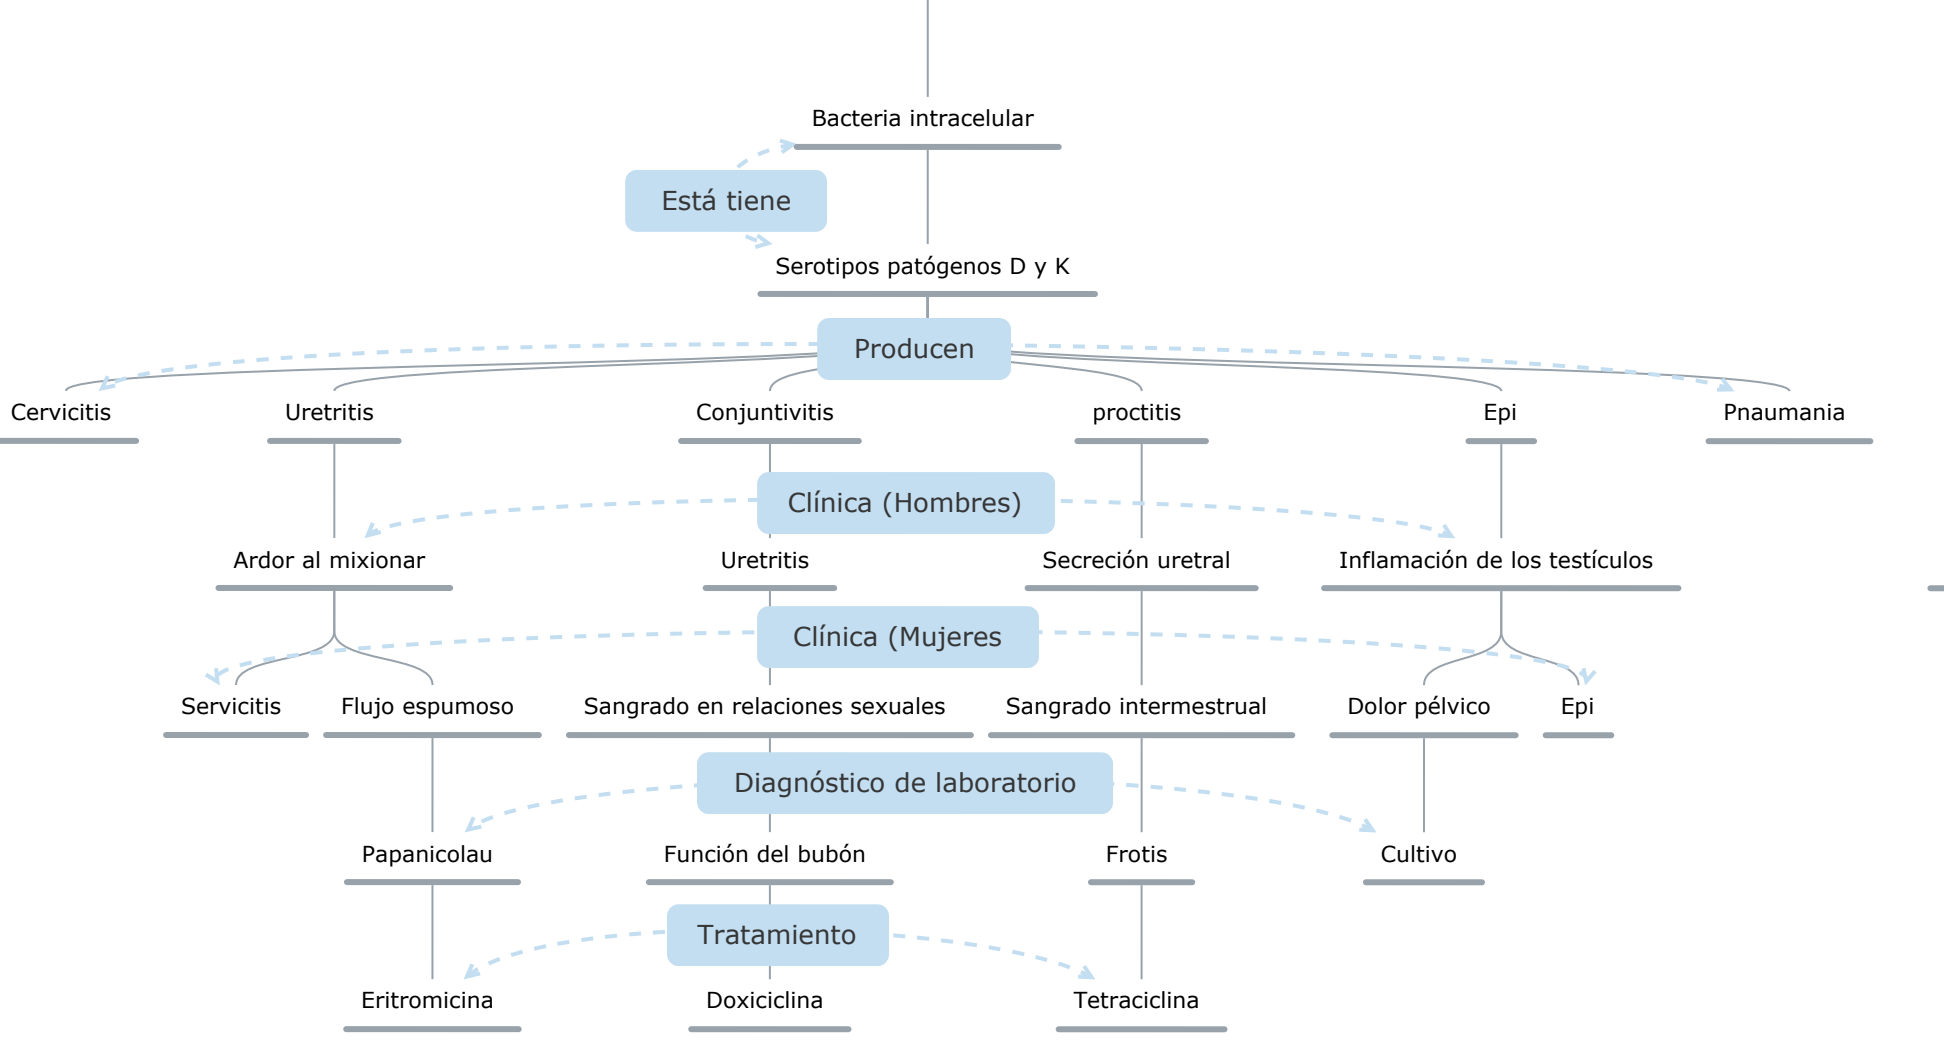 Bacteria intracelular
Está tiene
Serotipos patógenos D y K
Producen
Cervicitis
Uretritis
Conjuntivitis
proctitis
Epi
Pnaumania
Clínica (Hombres)
Ardor al mixionar
Uretritis
Secreción uretral
Inflamación de los testículos
Clínica (Mujeres
Servicitis
Flujo espumoso
Sangrado en relaciones sexuales
Sangrado intermestrual
Dolor pélvico
Epi
Diagnóstico de laboratorio
Papanicolau
Función del bubón
Frotis
Cultivo
Tratamiento
Eritromicina
Doxiciclina
Tetraciclina